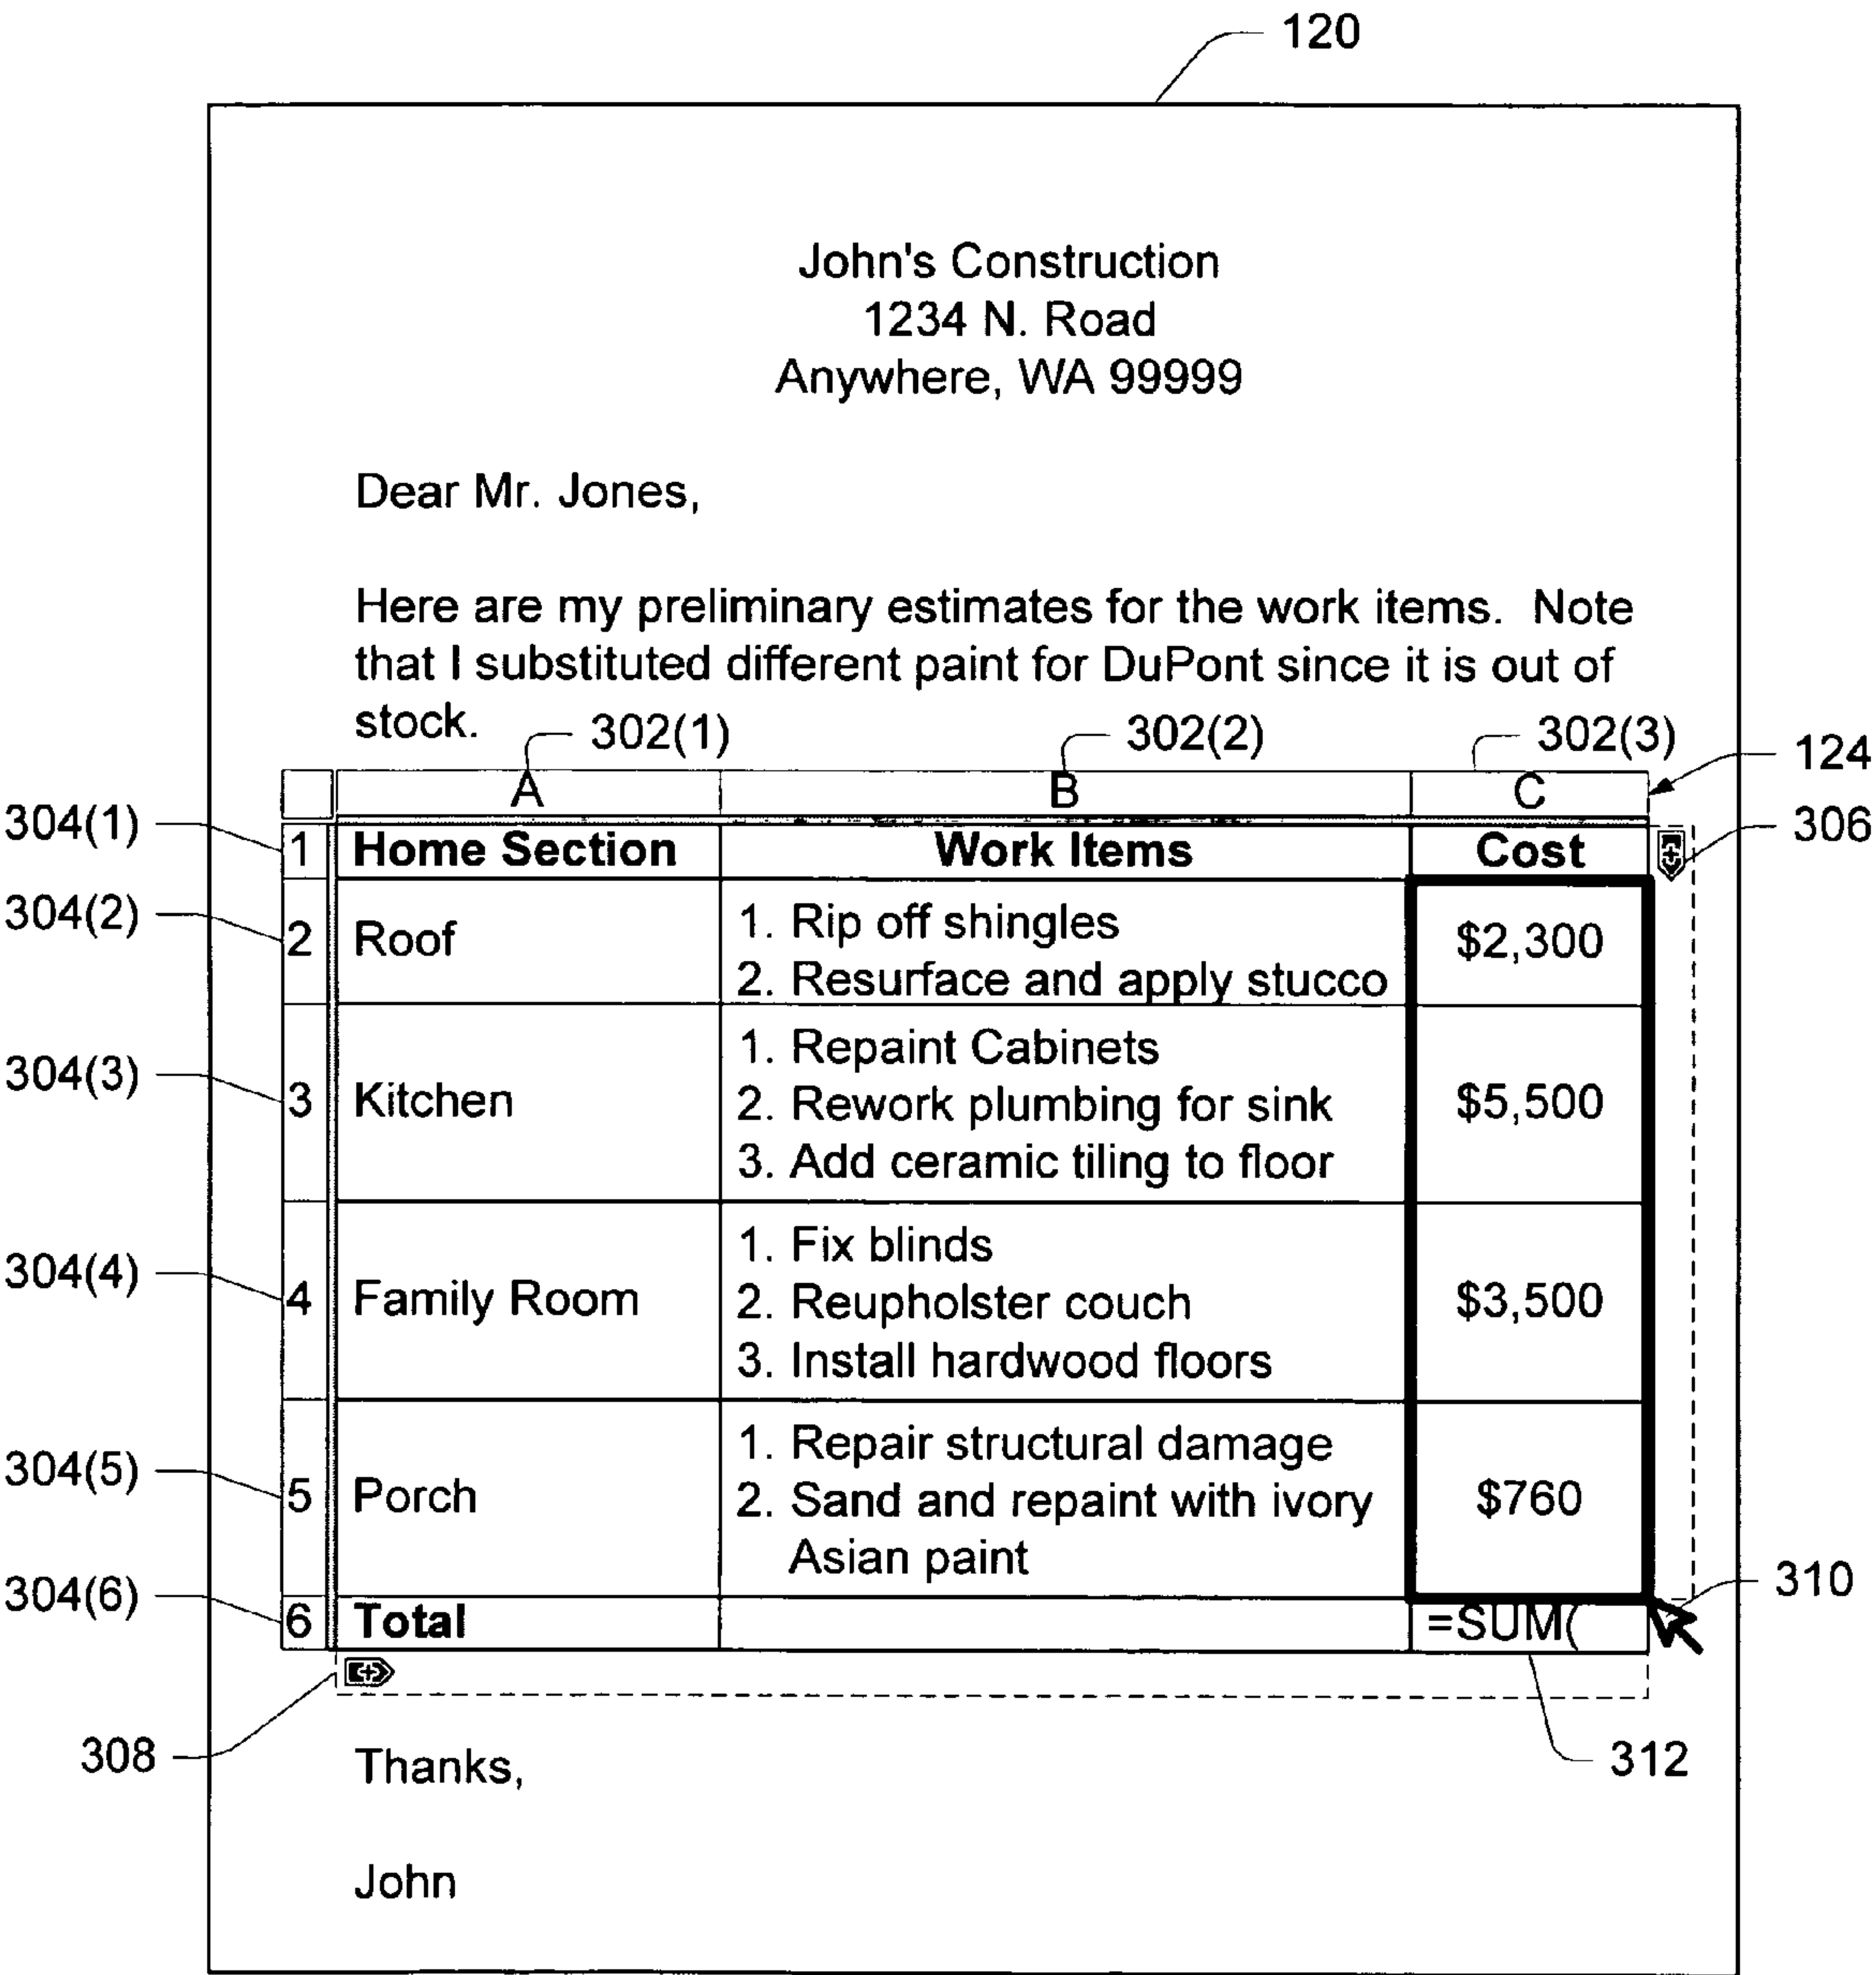 120
John's Construction
1234 N. Road
Anywhere, WA 99999
Dear Mr. Jones,
Here are my preliminary estimates for the work items.  Note
that I substituted different paint for DuPont since it is out of
stock.
302(1) 302(2) 302(3)
124
A B C
304(1)
306
1 Home Section Work Items Cost
304(2)
2 Roof
1. Rip off shingles
2. Resurface and apply stucco
$2,300
304(3)
3 Kitchen
1. Repaint Cabinets
2. Rework plumbing for sink
3. Add ceramic tiling to floor
$5,500
304(4)
4 Family Room
1. Fix blinds
2. Reupholster couch
3. Install hardwood floors
$3,500
304(5)
5 Porch
1. Repair structural damage
2. Sand and repaint with ivory
Asian paint
$760
304(6)
310
6 Total =SUM(
308
312
Thanks,
John